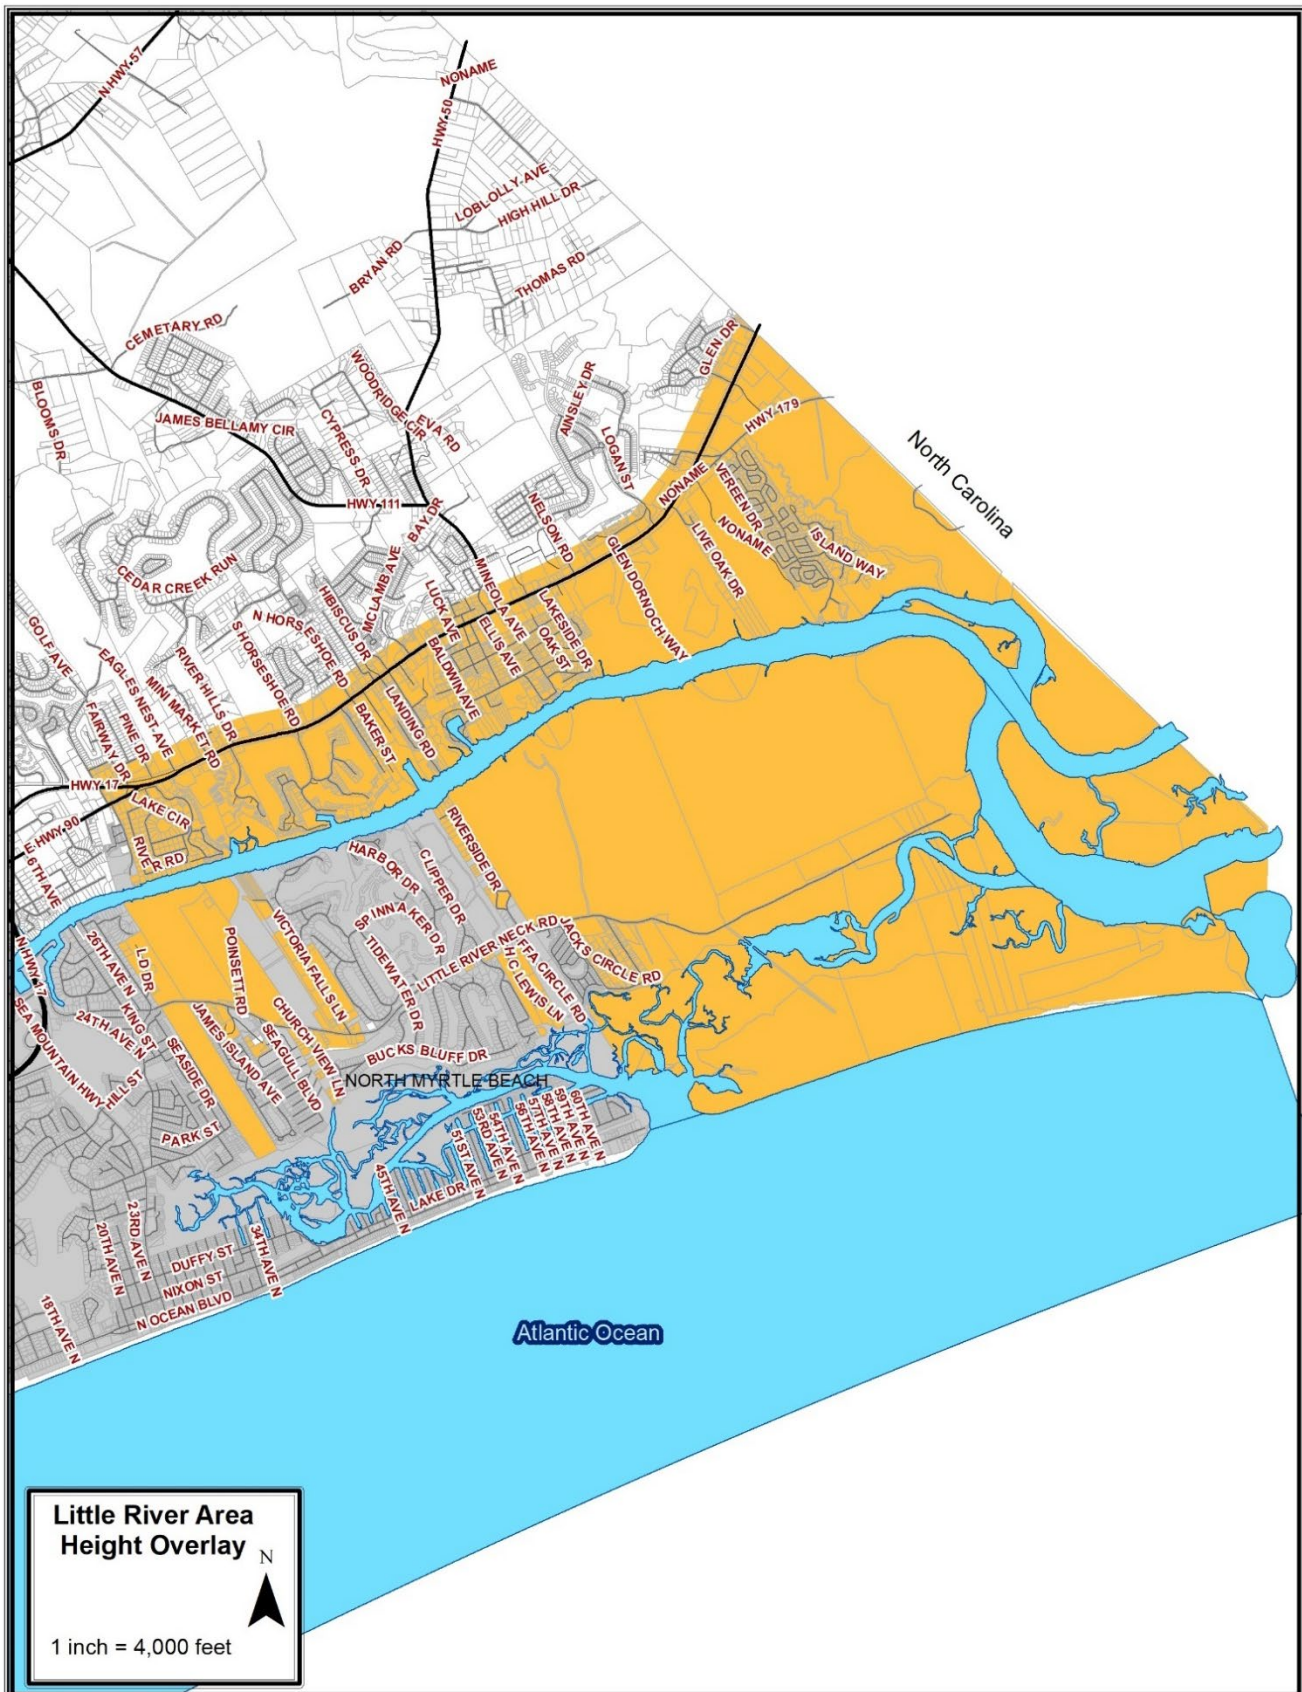 N HWY 57
NONAME
HWY 50
LOBLOLLY AVE
HIGH HILL DR
BRYAN RD
THOMAS RD
CEMETARY RD
GLEN DR
BLOOMS DR
WOODRIDGE CIR
EVA RD
AINSLEY DR
JAMES BELLAMY CIR
CYPRESS DR
HWY 179
LOGAN ST
North Carolina
HWY 111
BAY DR
NONAME
VEREEN DR
NELSON RD
NONAME
ISLAND WAY
CEDAR CREEK RUN
MCLAMB AVE
HIBISCUS DR
MINEOLA AVE
GLEN DORNOCH WAY
LIVE OAK DR
LUCK AVE
LAKESIDE DR
ELLIS AVE
OAK ST
GOLF AVE
N HORSESHOE RD
S HORSESHOE RD
EAGLES NEST AVE
RIVER HILLS DR
MINI MARKET RD
BALDWIN AVE
PINE DR
FAIRWAY DR
LANDING RD
BAKER ST
HWY 17
LAKE CIR
E HWY 90
RIVER RD
RIVERSIDE DR
6TH AVE
HARBOR DR
CLIPPER DR
SPINNAKER DR
VICTORIA FALLS LN
26TH AVE N
L D DR
POINSETT RD
TIDEWATER DR
LITTLE RIVER NECK RD
JACKS CIRCLE RD
FFA CIRCLE RD
H C LEWIS LN
N HWY 17
SEA MOUNTAIN HWY
KING ST
24TH AVE N
HILL ST
SEASIDE DR
JAMES ISLAND AVE
SEAGULL BLVD
CHURCH VIEW LN
BUCKS BLUFF DR
NORTH MYRTLE BEACH
PARK ST
60TH AVE N
59TH AVE N
58TH AVE N
57TH AVE N
56TH AVE N
54TH AVE N
53RD AVE N
51ST AVE N
45TH AVE N
LAKE DR
23RD AVE N
20TH AVE N
34TH AVE N
DUFFY ST
NIXON ST
N OCEAN BLVD
18TH AVE N
Atlantic Ocean
Little River Area
Height Overlay
N
1 inch = 4,000 feet